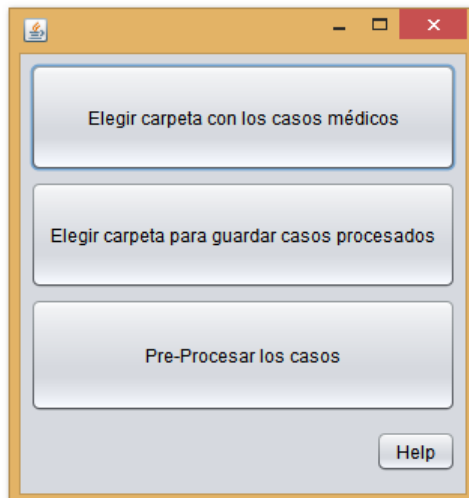 Elegir carpeta con los casos médicos
Elegir carpeta para guardar casos procesados
Pre-Procesar los casos
Help